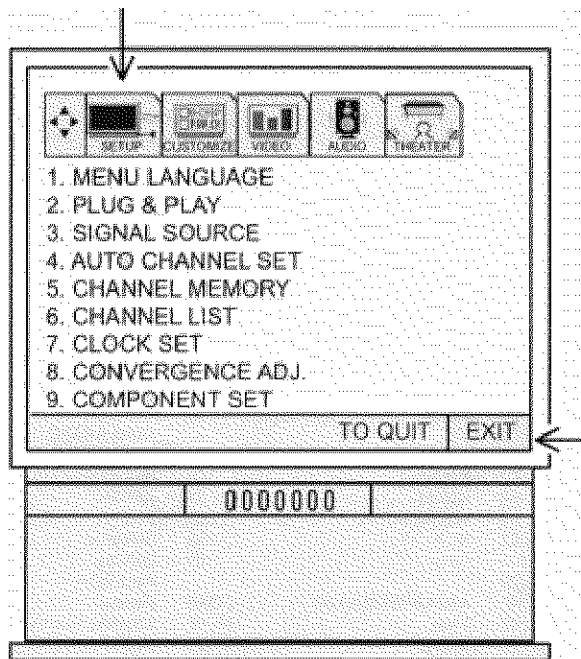 SETUP CUSTOMIZE VIDEO AUDIO THEATER
1. MENU LANGUAGE
2. PLUG & PLAY
3. SIGNAL SOURCE
4. AUTO CHANNEL SET
5. CHANNEL MEMORY
6. CHANNEL LIST
7. CLOCK SET
8. CONVERGENCE ADJ.
9. COMPONENT SET
TO QUIT EXIT
0000000